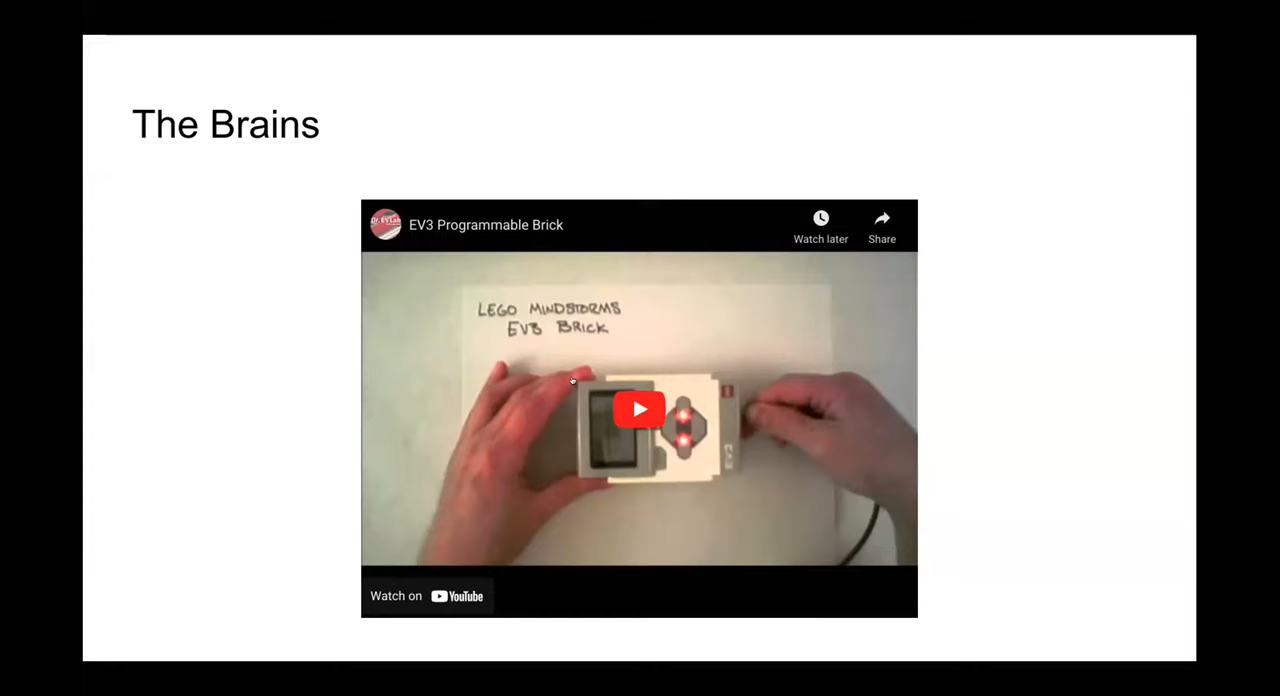 The Brains
EV3 Programmable Brick
Watch later
Share
LEGO MINDSTORMS
EV3 BRICK
EV3
Watch on YouTube